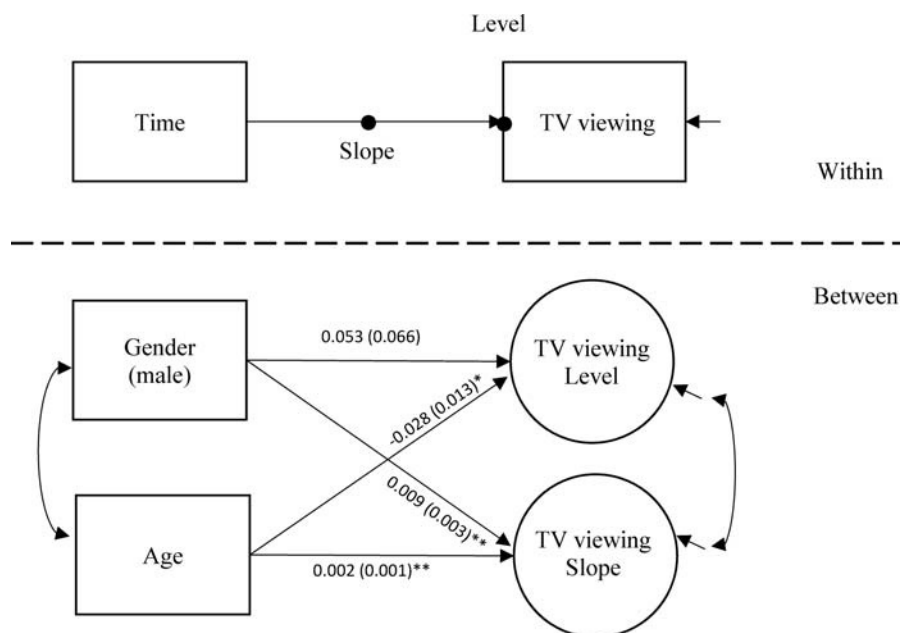 Level
Time
TV viewing
Slope
Within
Between
Gender
(male)
0.053 (0.066)
TV viewing
Level
-0.028 (0.013)*
0.009 (0.003)**
Age
0.002 (0.001)**
TV viewing
Slope